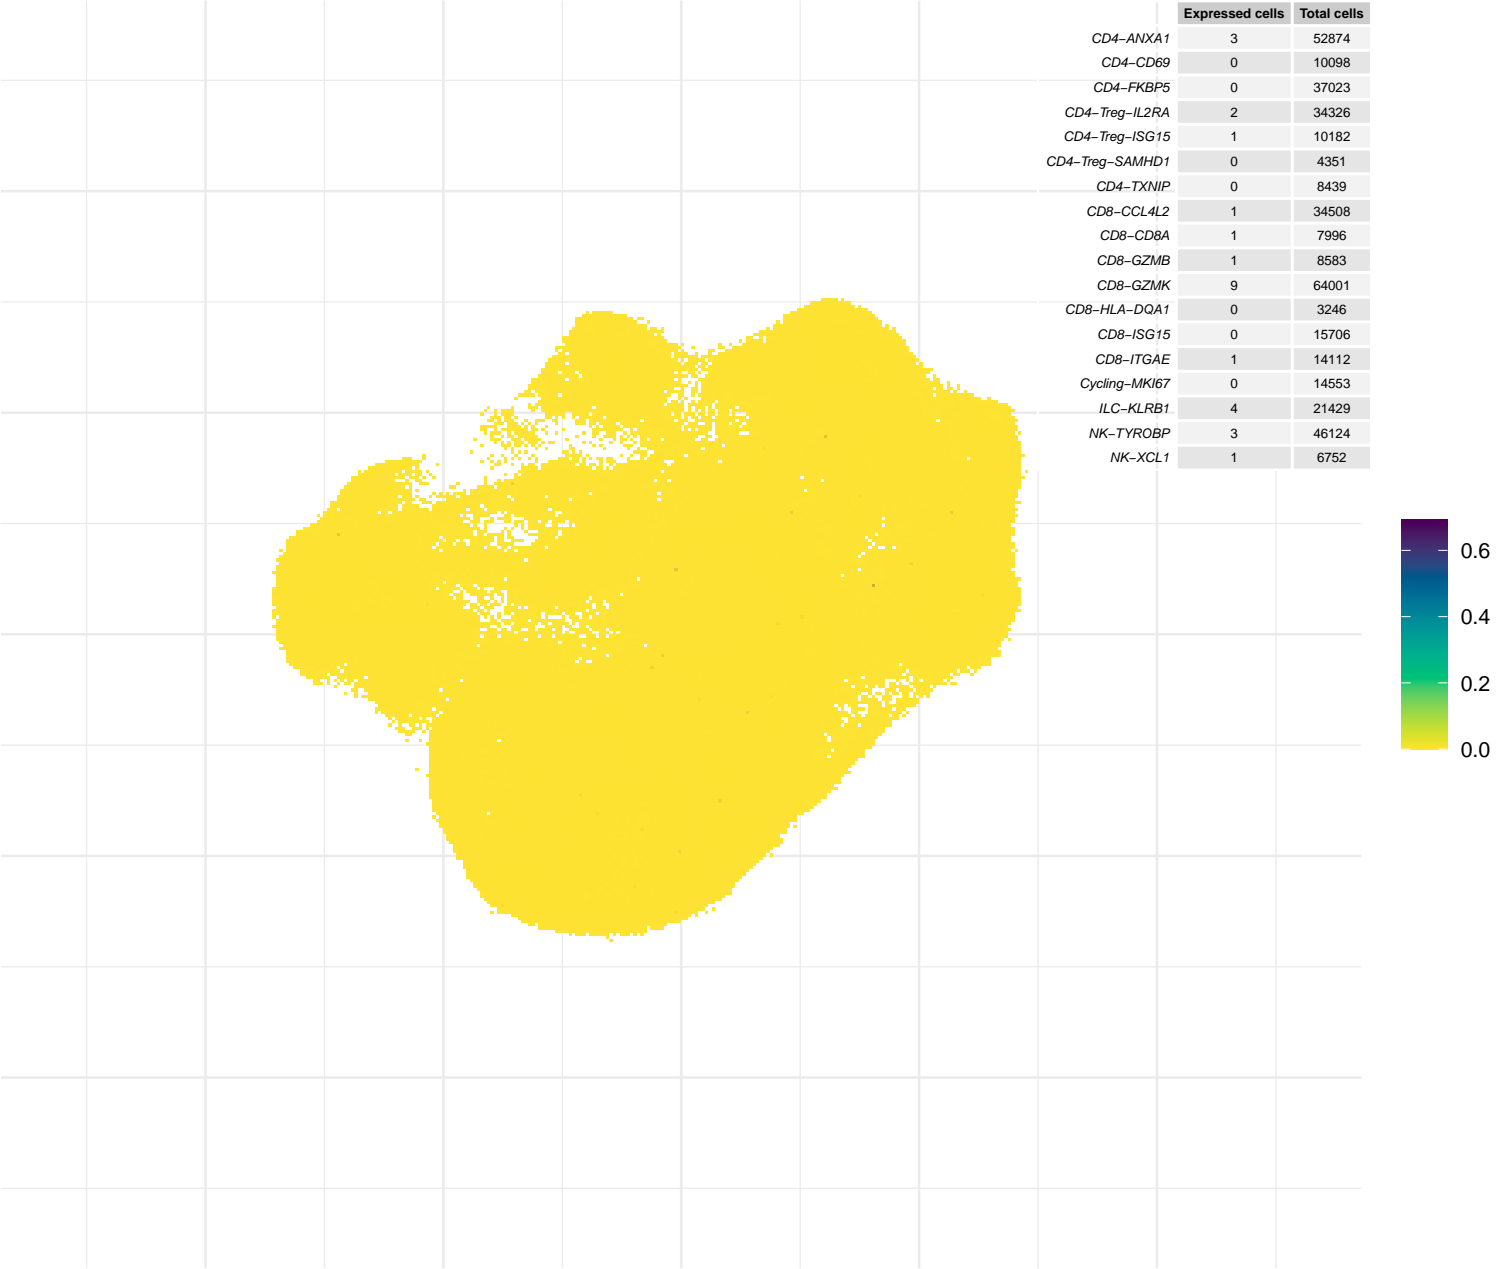 Expressed cells Total cells
CD4−ANXA1 3 52874
CD4−CD69 0 10098
CD4−FKBP5 0 37023
CD4−Treg−IL2RA 2 34326
CD4−Treg−ISG15 1 10182
CD4−Treg−SAMHD1 0 4351
CD4−TXNIP 0 8439
CD8−CCL4L2 1 34508
CD8−CD8A 1 7996
CD8−GZMB 1 8583
CD8−GZMK 9 64001
CD8−HLA−DQA1 0 3246
CD8−ISG15 0 15706
CD8−ITGAE 1 14112
Cycling−MKI67 0 14553
ILC−KLRB1 4 21429
NK−TYROBP 3 46124
NK−XCL1 1 6752
0.6
0.4
0.2
0.0